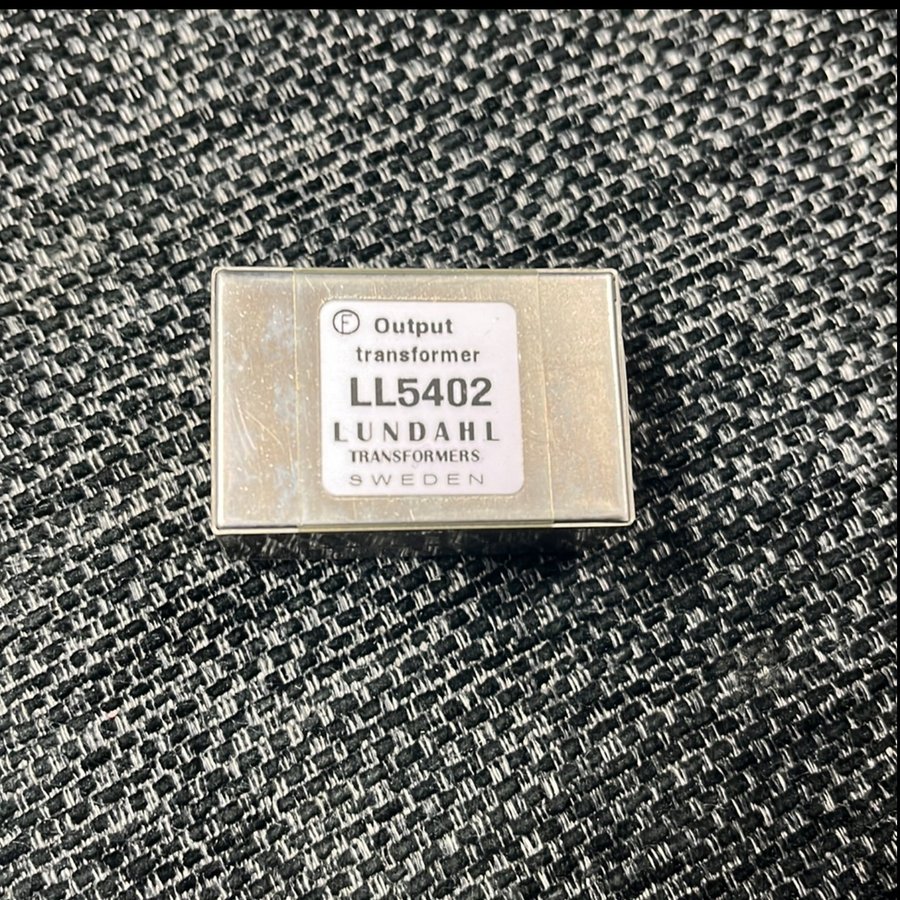 Ⓕ Output
transformer
LL5402
LUNDAHL
TRANSFORMERS
SWEDEN